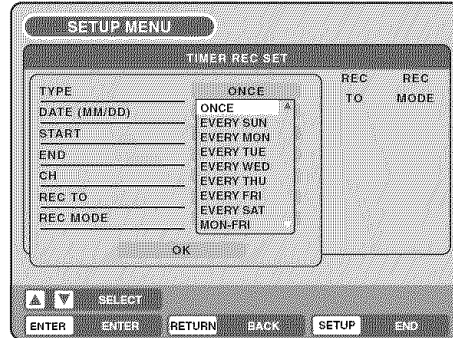 SETUP MENU
TIMER REC SET
REC TO
REC MODE
TYPE
DATE (MM/DD)
START
END
CH
REC TO
REC MODE
ONCE
ONCE
EVERY SUN
EVERY MON
EVERY TUE
EVERY WED
EVERY THU
EVERY FRI
EVERY SAT
MON-FRI
OK
SELECT
ENTER ENTER RETURN BACK SETUP END